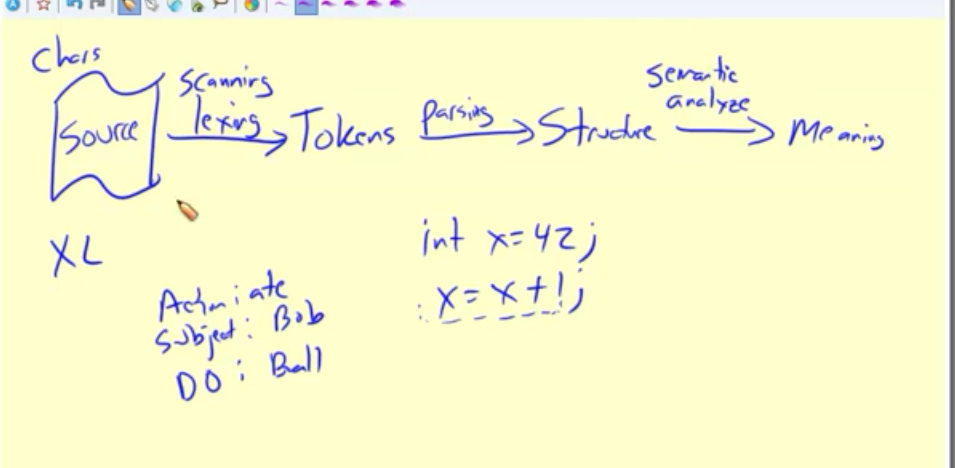 Chars
Source
scanning
lexing
Tokens
parsing
Structure
semantic
analyze
Meaning
XL
Action: ate
Subject: Bob
DO: Ball
int x=42;
x=x+1;